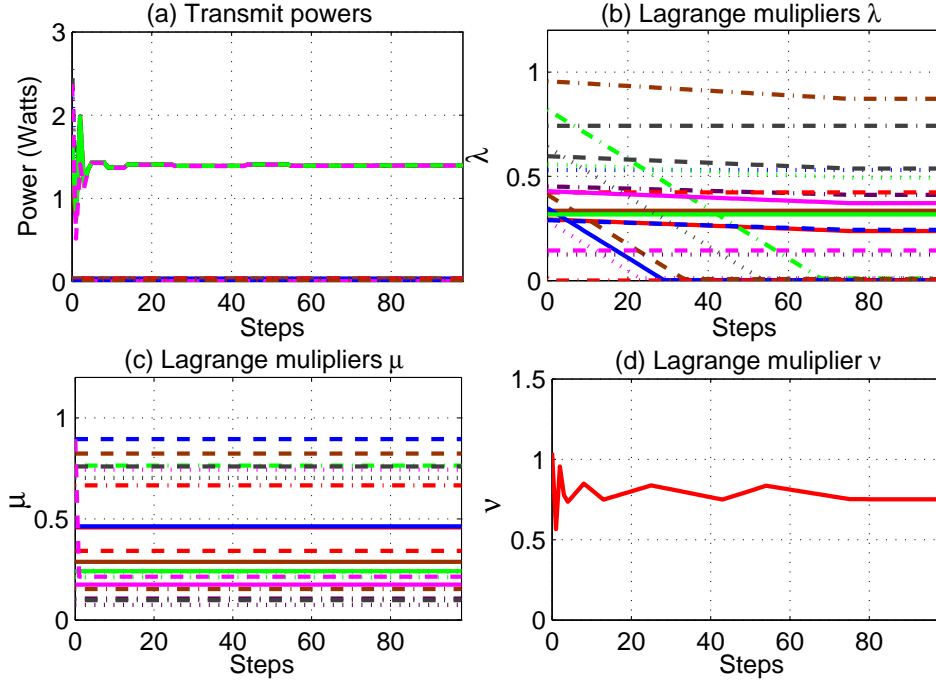 (a) Transmit powers
3
2
1
0
Power (Watts)
0 20 40 60 80
Steps
(b) Lagrange mulipliers λ
1
0.5
0
λ
0 20 40 60 80
Steps
(c) Lagrange mulipliers μ
1
0.5
0
μ
0 20 40 60 80
Steps
(d) Lagrange muliplier ν
1.5
1
0.5
0
ν
0 20 40 60 80
Steps